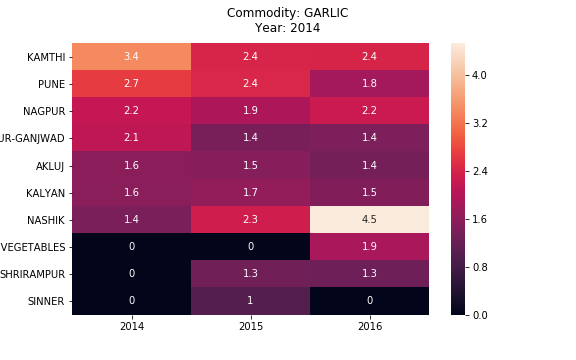 Commodity: GARLIC
Year: 2014
KAMTHI 3.4 2.4 2.4
PUNE 2.7 2.4 1.8
NAGPUR 2.2 1.9 2.2
UR-GANJWAD 2.1 1.4 1.4
AKLUJ 1.6 1.5 1.4
KALYAN 1.6 1.7 1.5
NASHIK 1.4 2.3 4.5
VEGETABLES 0 0 1.9
SHRIRAMPUR 0 1.3 1.3
SINNER 0 1 0
2014 2015 2016
4.0
3.2
2.4
1.6
0.8
0.0